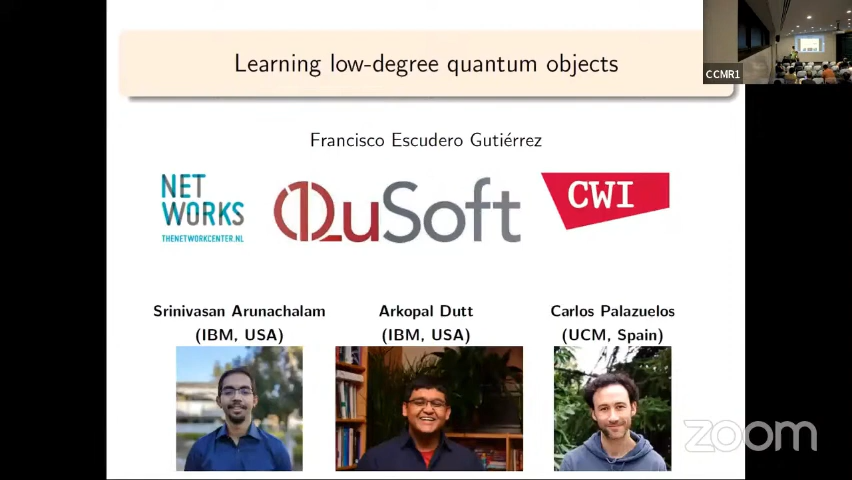 Learning low-degree quantum objects
CCMR1
Francisco Escudero Gutiérrez
NET
WORKS
THENETWORKCENTER.NL
QuSoft
CWI
Srinivasan Arunachalam
(IBM, USA)
Arkopal Dutt
(IBM, USA)
Carlos Palazuelos
(UCM, Spain)
zoom